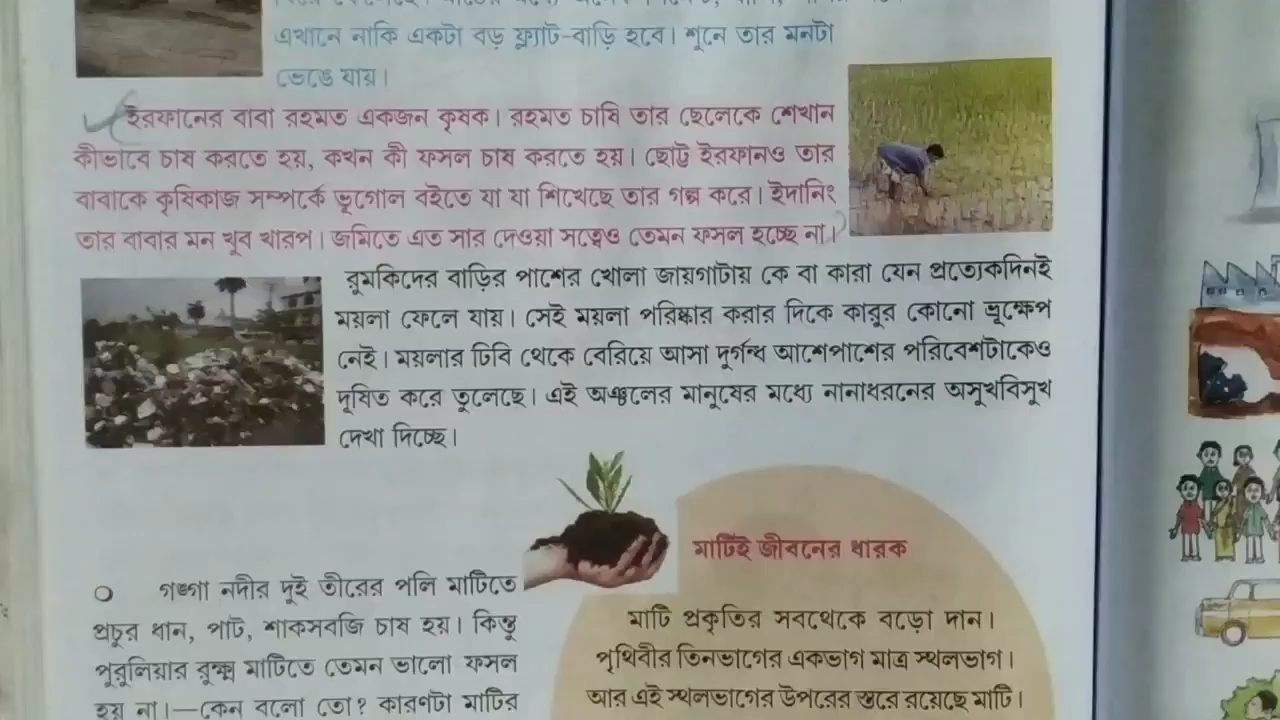 এখানে নাকি একটা বড় ফ্ল্যাট-বাড়ি হবে। শুনে তার মনটা
ভেঙে যায়।
ইরফানের বাবা রহমত একজন কৃষক। রহমত চাষি তার ছেলেকে শেখান
কীভাবে চাষ করতে হয়, কখন কী ফসল চাষ করতে হয়। ছোট্ট ইরফানও তার
বাবাকে কৃষিকাজ সম্পর্কে ভূগোল বইতে যা যা শিখেছে তার গল্প করে। ইদানিং
তার বাবার মন খুব খারাপ। জমিতে এত সার দেওয়া সত্ত্বেও তেমন ফসল হচ্ছে না।
রুমকিদের বাড়ির পাশের খোলা জায়গাটায় কে বা কারা যেন প্রত্যেকদিনই
ময়লা ফেলে যায়। সেই ময়লা পরিষ্কার করার দিকে কারুর কোনো ভ্রূক্ষেপ
নেই। ময়লার ঢিবি থেকে বেরিয়ে আসা দুর্গন্ধ আশেপাশের পরিবেশটাকেও
দূষিত করে তুলেছে। এই অঞ্চলের মানুষের মধ্যে নানাধরনের অসুখবিসুখ
দেখা দিচ্ছে।
মাটিই জীবনের ধারক
○ গঙ্গা নদীর দুই তীরের পলি মাটিতে
প্রচুর ধান, পাট, শাকসবজি চাষ হয়। কিন্তু
পুরুলিয়ার রুক্ষ মাটিতে তেমন ভালো ফসল
হয় না।—কেন বলো তো? কারণটা মাটির
মাটি প্রকৃতির সবথেকে বড়ো দান।
পৃথিবীর তিনভাগের একভাগ মাত্র স্থলভাগ।
আর এই স্থলভাগের উপরের স্তরে রয়েছে মাটি।